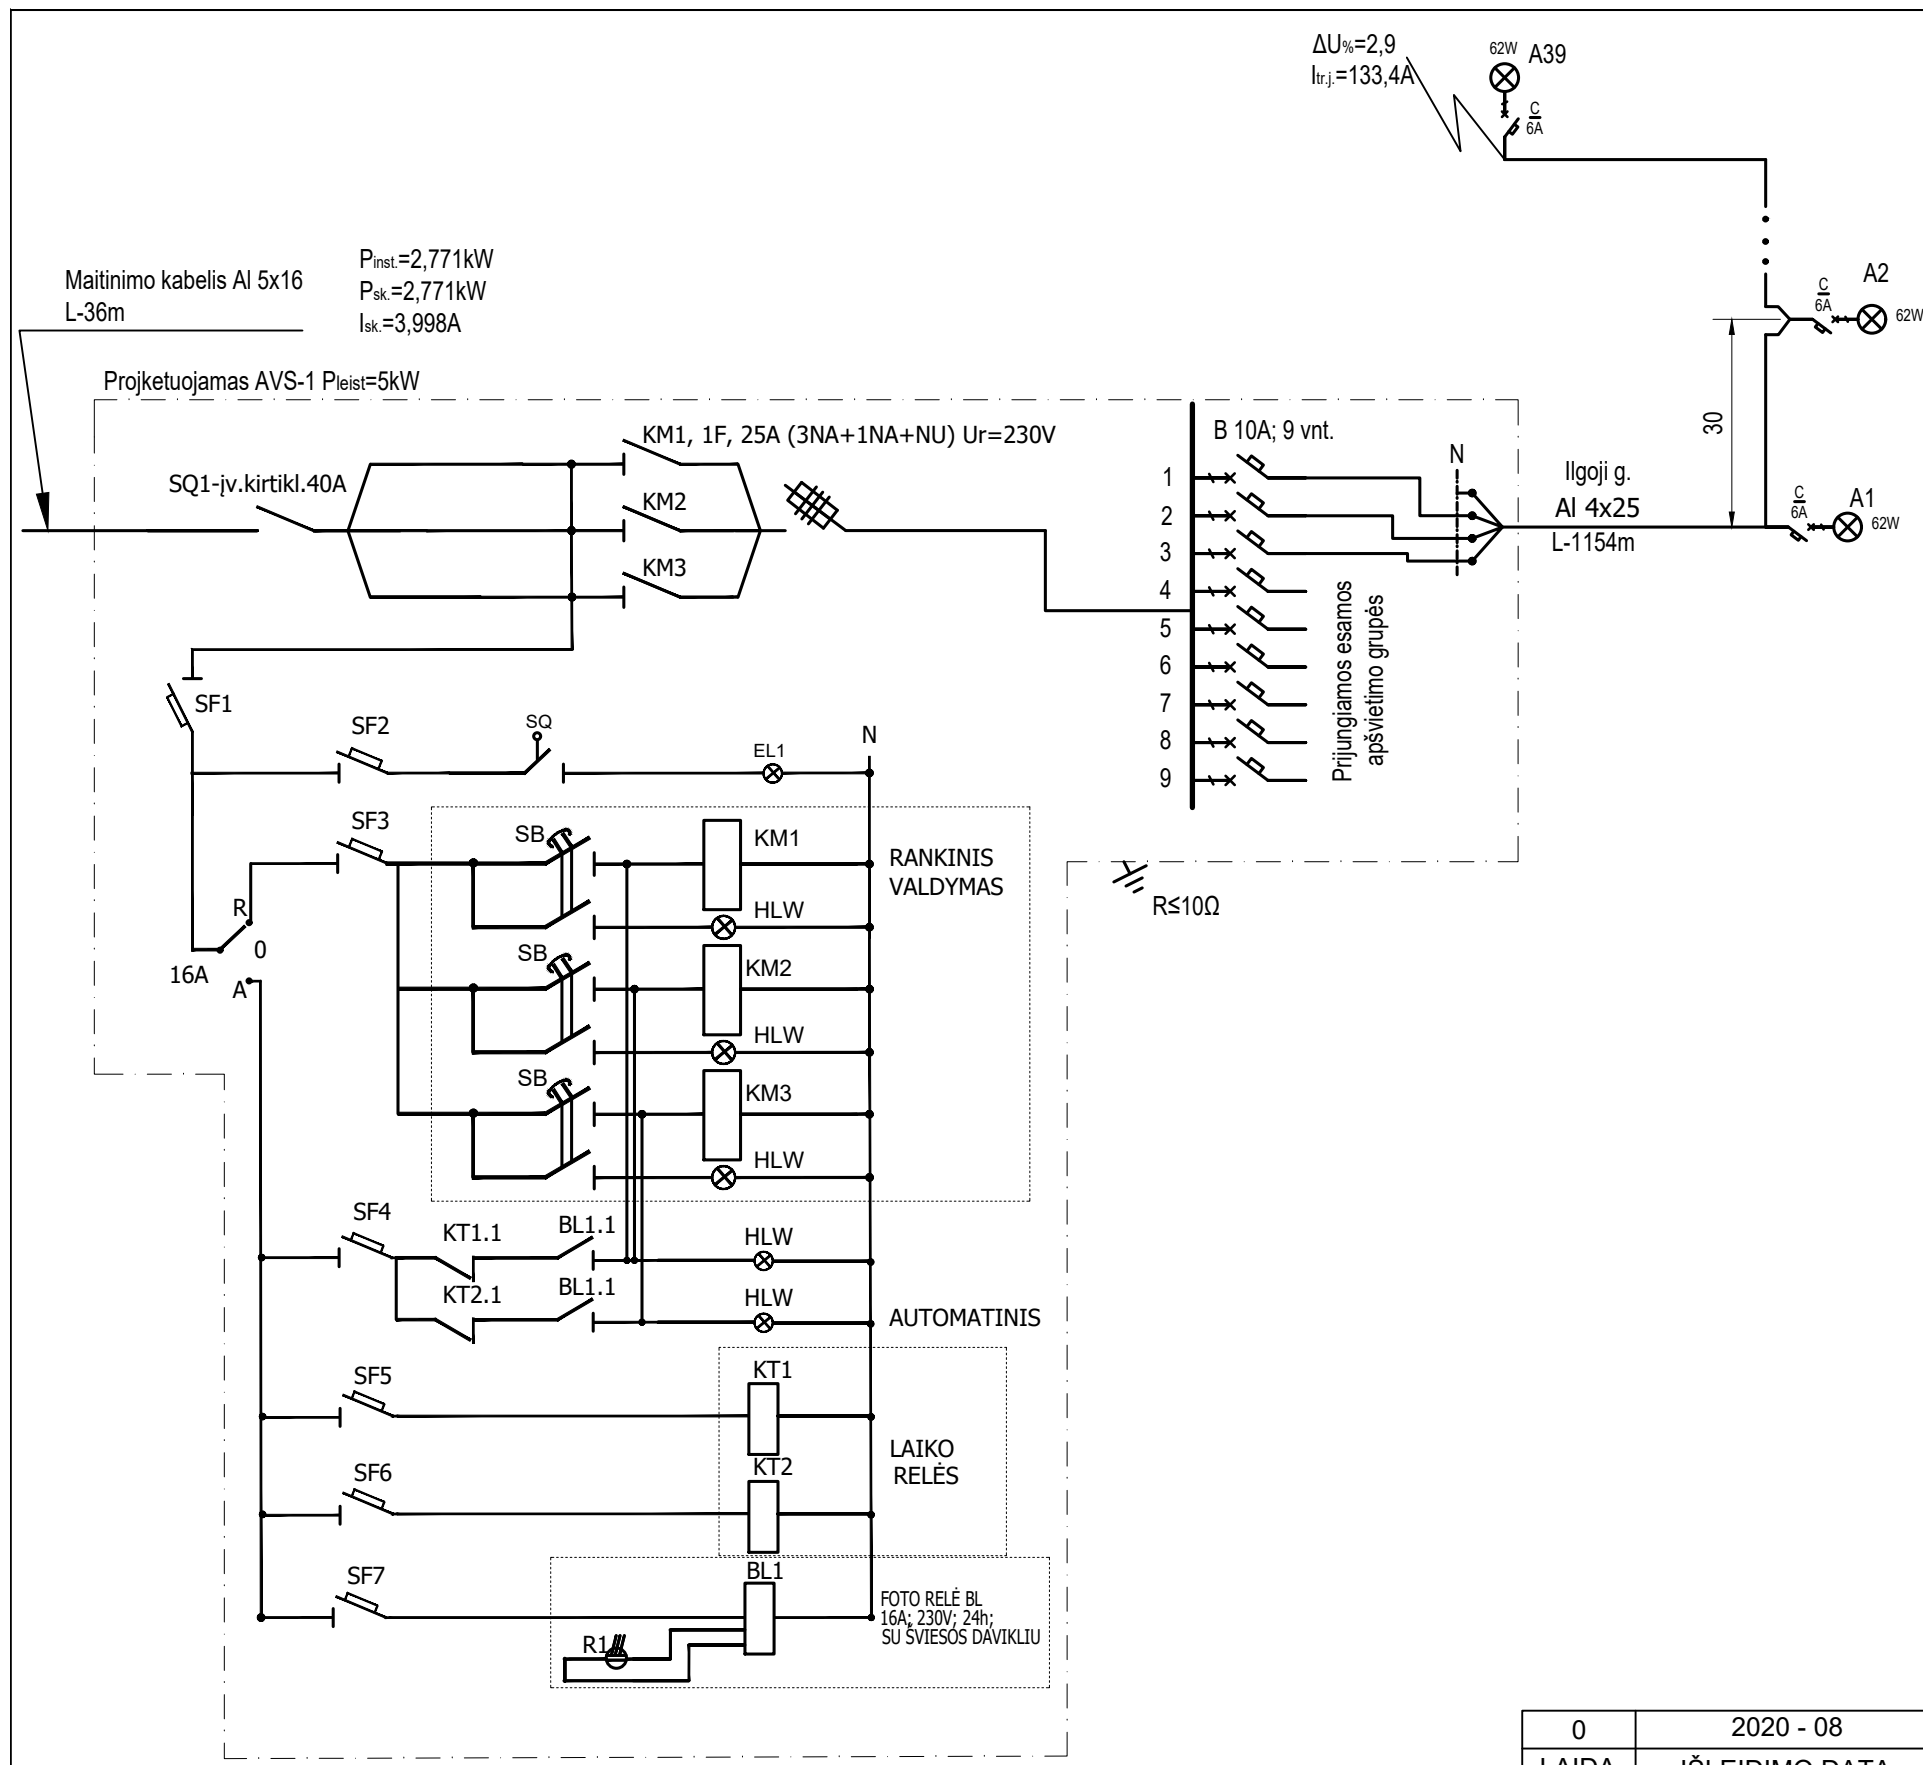 ΔU%=2,9
Itr.j.=133,4A
62W A39
C
6A
Maitinimo kabelis Al 5x16
L-36m
Pinst.=2,771kW
Psk.=2,771kW
Isk.=3,998A
A2
C
6A
62W
Projketuojamas AVS-1 Pleist=5kW
30
SQ1-įv.kirtikl.40A
KM1, 1F, 25A (3NA+1NA+NU) Ur=230V
KM2
KM3
B 10A; 9 vnt.
N
1
2
3
4
5
6
7
8
9
Prijungiamos esamos
apšvietimo grupės
Ilgoji g.
Al 4x25
L-1154m
C
6A
A1
62W
SF1
SF2
SQ
EL1
N
SF3
SB
KM1
HLW
RANKINIS
VALDYMAS
R≤10Ω
R
0
16A
A
SB
KM2
HLW
SB
KM3
HLW
SF4
KT1.1
BL1.1
HLW
KT2.1
BL1.1
HLW
AUTOMATINIS
SF5
KT1
LAIKO
RELĖS
SF6
KT2
SF7
BL1
R1
FOTO RELĖ BL
16A; 230V; 24h;
SU ŠVIESOS DAVIKLIU
0 2020 - 08
LAIDA IŠLEIDIMO DATA